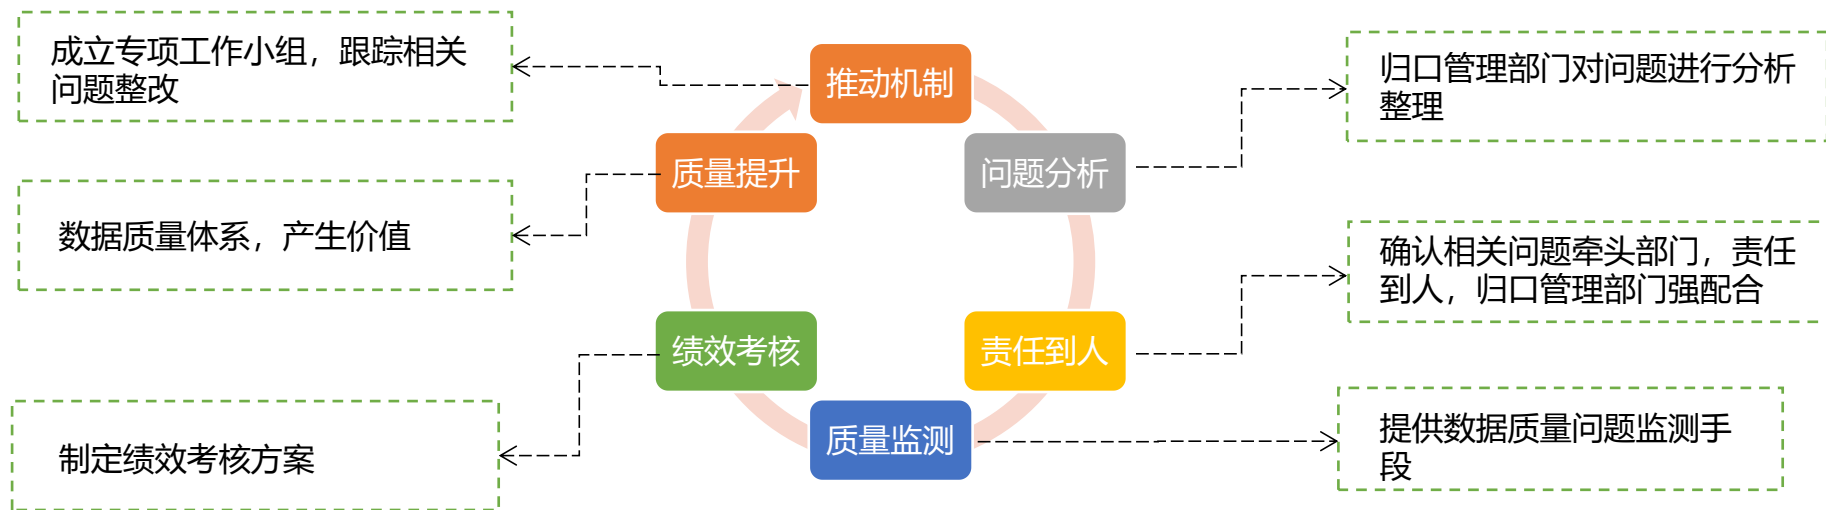 成立专项工作小组，跟踪相关
问题整改
推动机制
归口管理部门对问题进行分析
整理
质量提升
问题分析
数据质量体系，产生价值
确认相关问题牵头部门，责任
到人，归口管理部门强配合
绩效考核
责任到人
制定绩效考核方案
质量监测
提供数据质量问题监测手
段